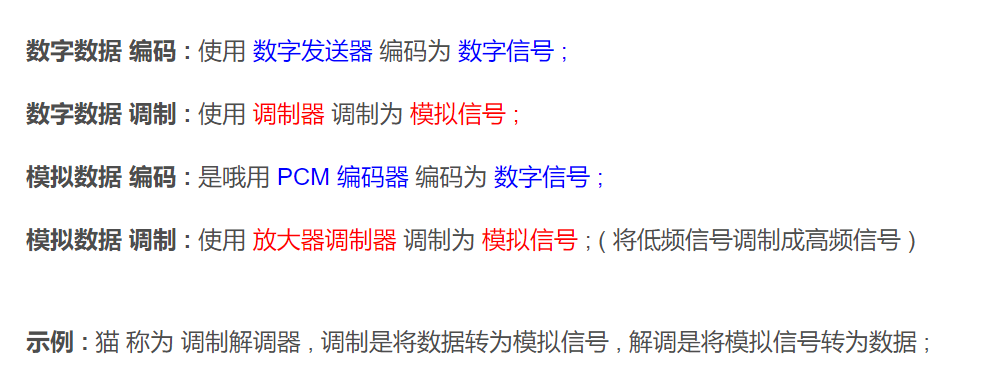 数字数据 编码 : 使用 数字发送器 编码为 数字信号 ;
数字数据 调制 : 使用 调制器 调制为 模拟信号 ;
模拟数据 编码 : 是哦用 PCM 编码器 编码为 数字信号 ;
模拟数据 调制 : 使用 放大器调制器 调制为 模拟信号 ; ( 将低频信号调制成高频信号 )
示例 : 猫 称为 调制解调器 , 调制是将数据转为模拟信号 , 解调是将模拟信号转为数据 ;